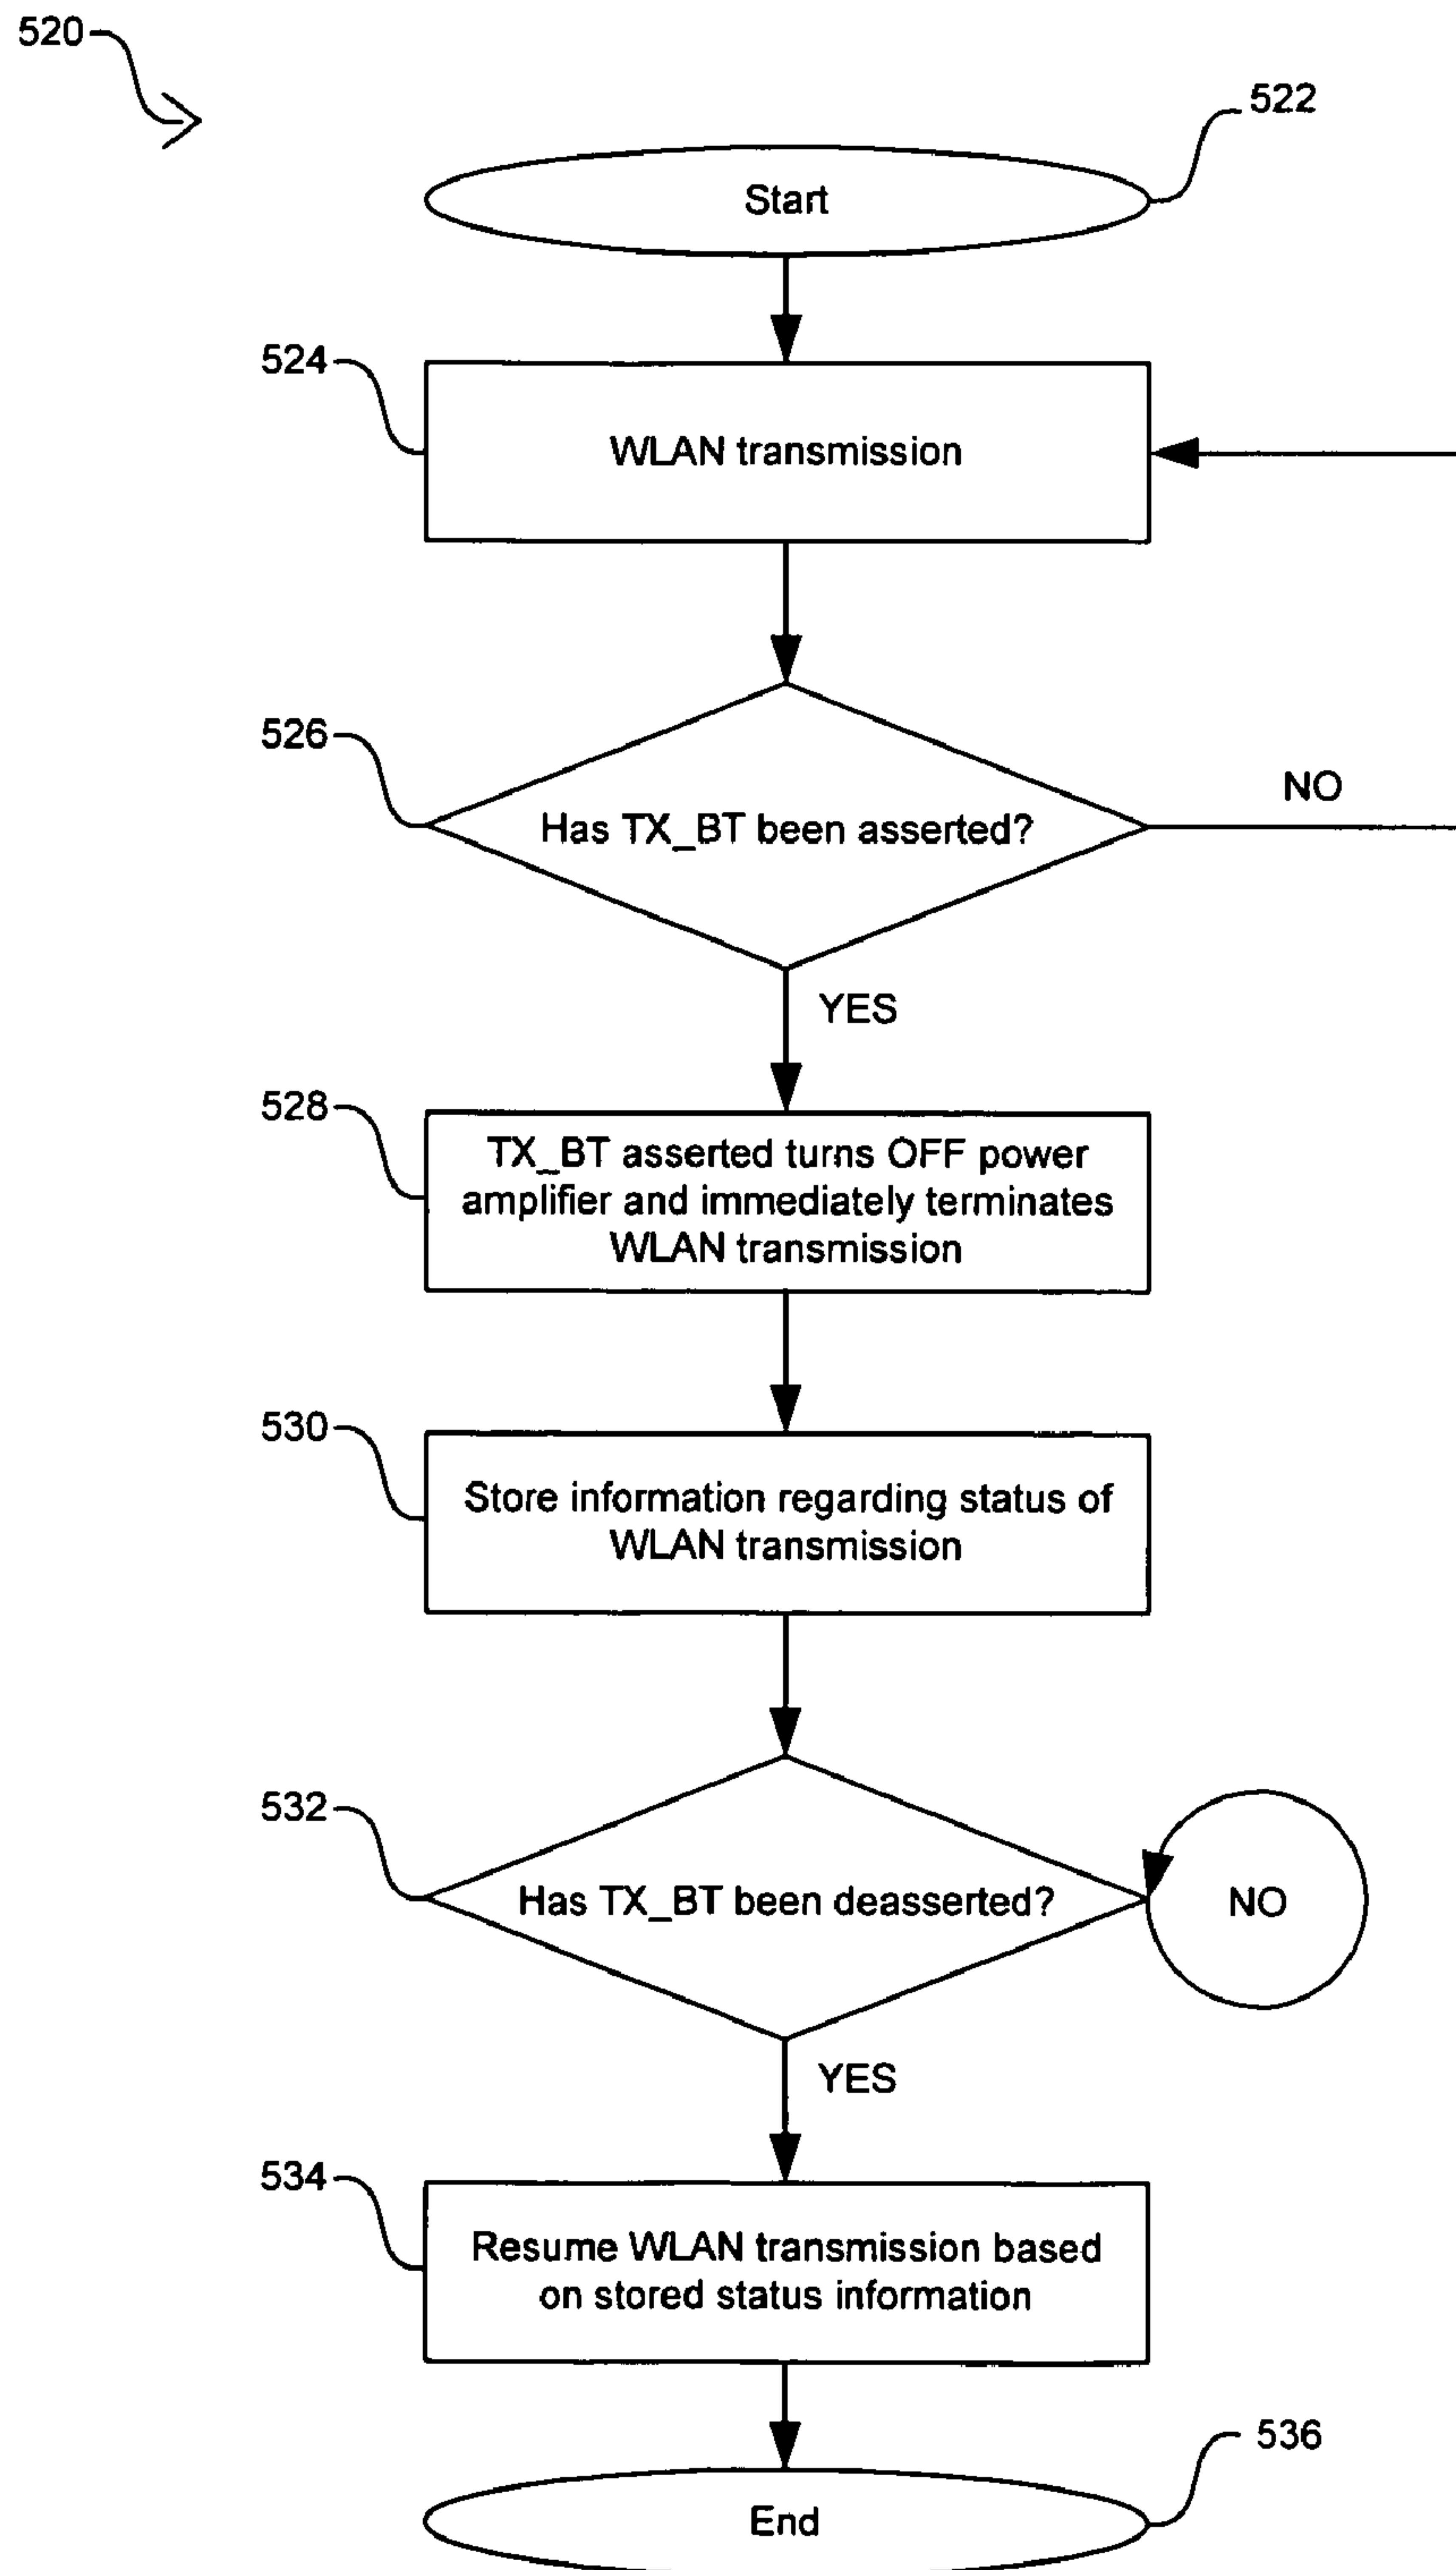 520
522
Start
524
WLAN transmission
526
Has TX_BT been asserted?
NO
YES
528
TX_BT asserted turns OFF power
amplifier and immediately terminates
WLAN transmission
530
Store information regarding status of
WLAN transmission
532
Has TX_BT been deasserted?
NO
YES
534
Resume WLAN transmission based
on stored status information
536
End